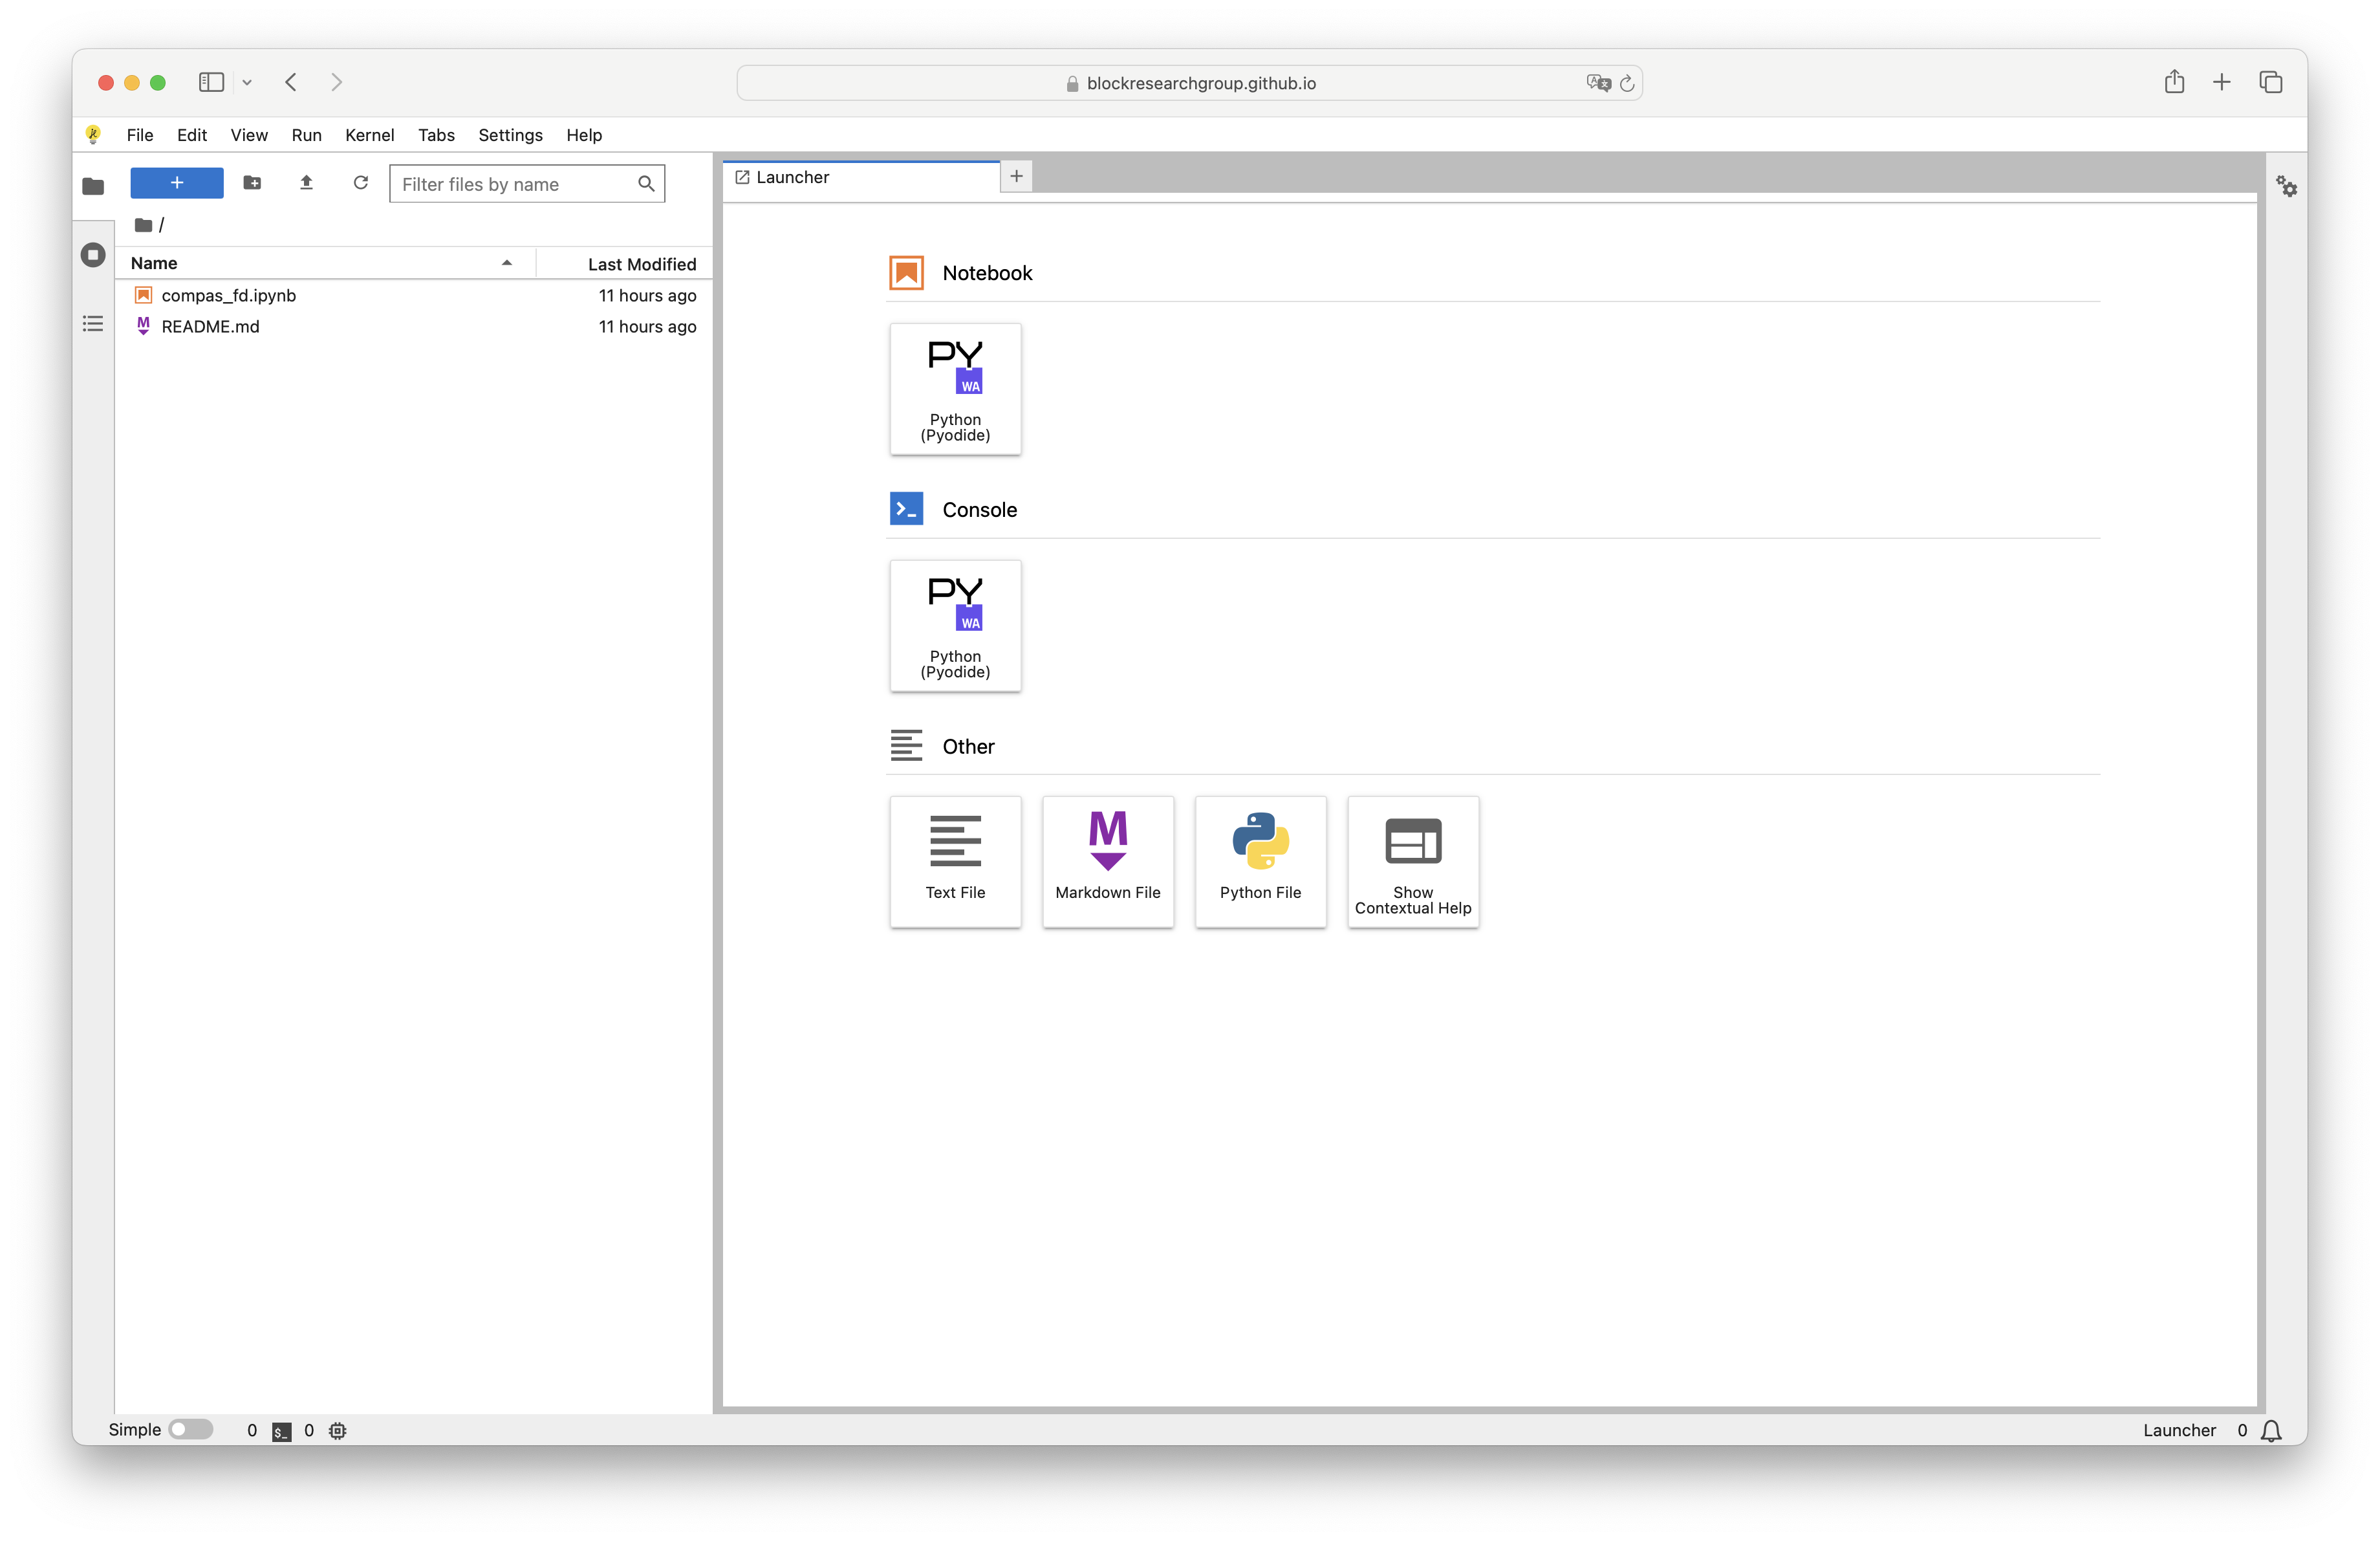 blockresearchgroup.github.io
File Edit View Run Kernel Tabs Settings Help
+
Filter files by name
/
Name Last Modified
compas_fd.ipynb 11 hours ago
README.md 11 hours ago
Launcher
Notebook
PY
WA
Python
(Pyodide)
Console
PY
WA
Python
(Pyodide)
Other
M
Text File Markdown File Python File Show
Contextual Help
Simple 0 $_ 0 Launcher 0